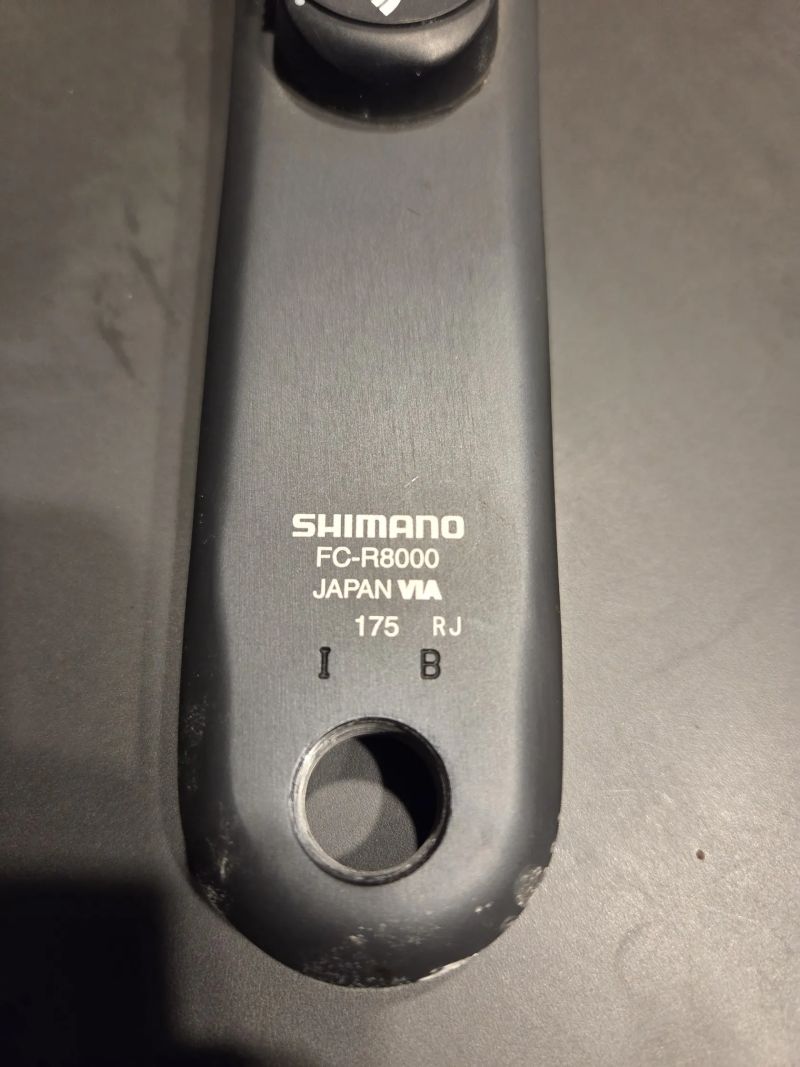 SHIMANO
FC-R8000
JAPAN VIA
175 RJ
I B